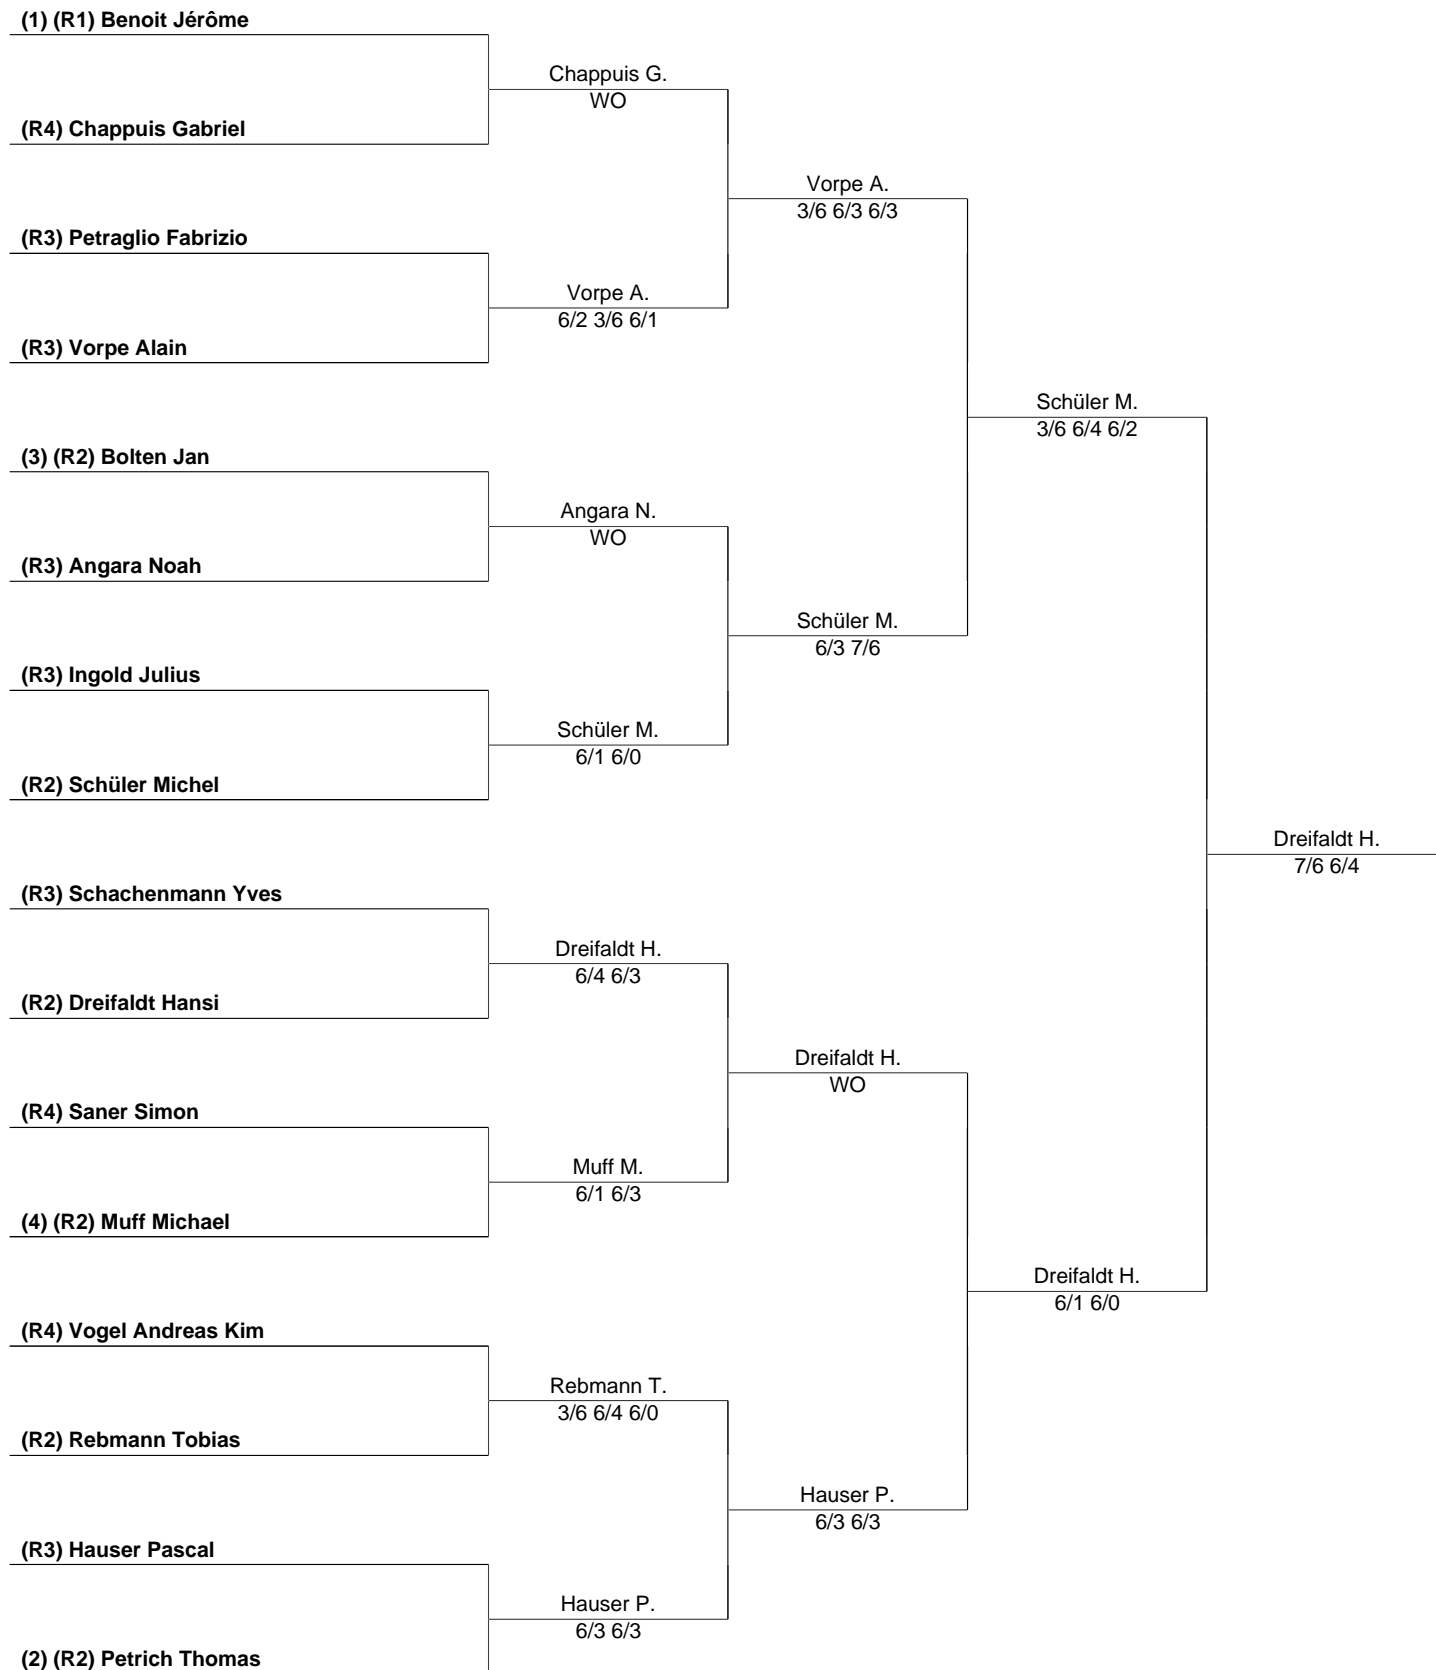 (1) (R1) Benoit Jérôme
Chappuis G.
WO
(R4) Chappuis Gabriel
Vorpe A.
3/6 6/3 6/3
(R3) Petraglio Fabrizio
Vorpe A.
6/2 3/6 6/1
(R3) Vorpe Alain
Schüler M.
3/6 6/4 6/2
(3) (R2) Bolten Jan
Angara N.
WO
(R3) Angara Noah
Schüler M.
6/3 7/6
(R3) Ingold Julius
Schüler M.
6/1 6/0
(R2) Schüler Michel
Dreifaldt H.
7/6 6/4
(R3) Schachenmann Yves
Dreifaldt H.
6/4 6/3
(R2) Dreifaldt Hansi
Dreifaldt H.
WO
(R4) Saner Simon
Muff M.
6/1 6/3
(4) (R2) Muff Michael
Dreifaldt H.
6/1 6/0
(R4) Vogel Andreas Kim
Rebmann T.
3/6 6/4 6/0
(R2) Rebmann Tobias
Hauser P.
6/3 6/3
(R3) Hauser Pascal
Hauser P.
6/3 6/3
(2) (R2) Petrich Thomas